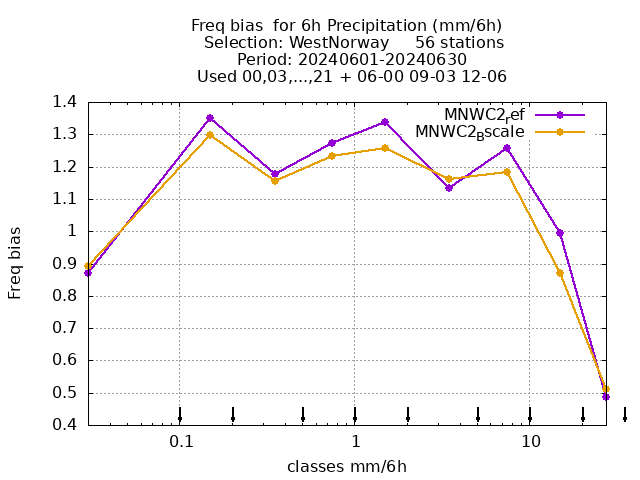 Freq bias  for 6h Precipitation (mm/6h)
Selection: WestNorway     56 stations
Period: 20240601-20240630
Used 00,03,...,21 + 06-00 09-03 12-06
MNWC2ref
MNWC2Bscale
1.4
1.3
1.2
1.1
1
0.9
0.8
0.7
0.6
0.5
0.4
Freq bias
0.1
1
10
classes mm/6h